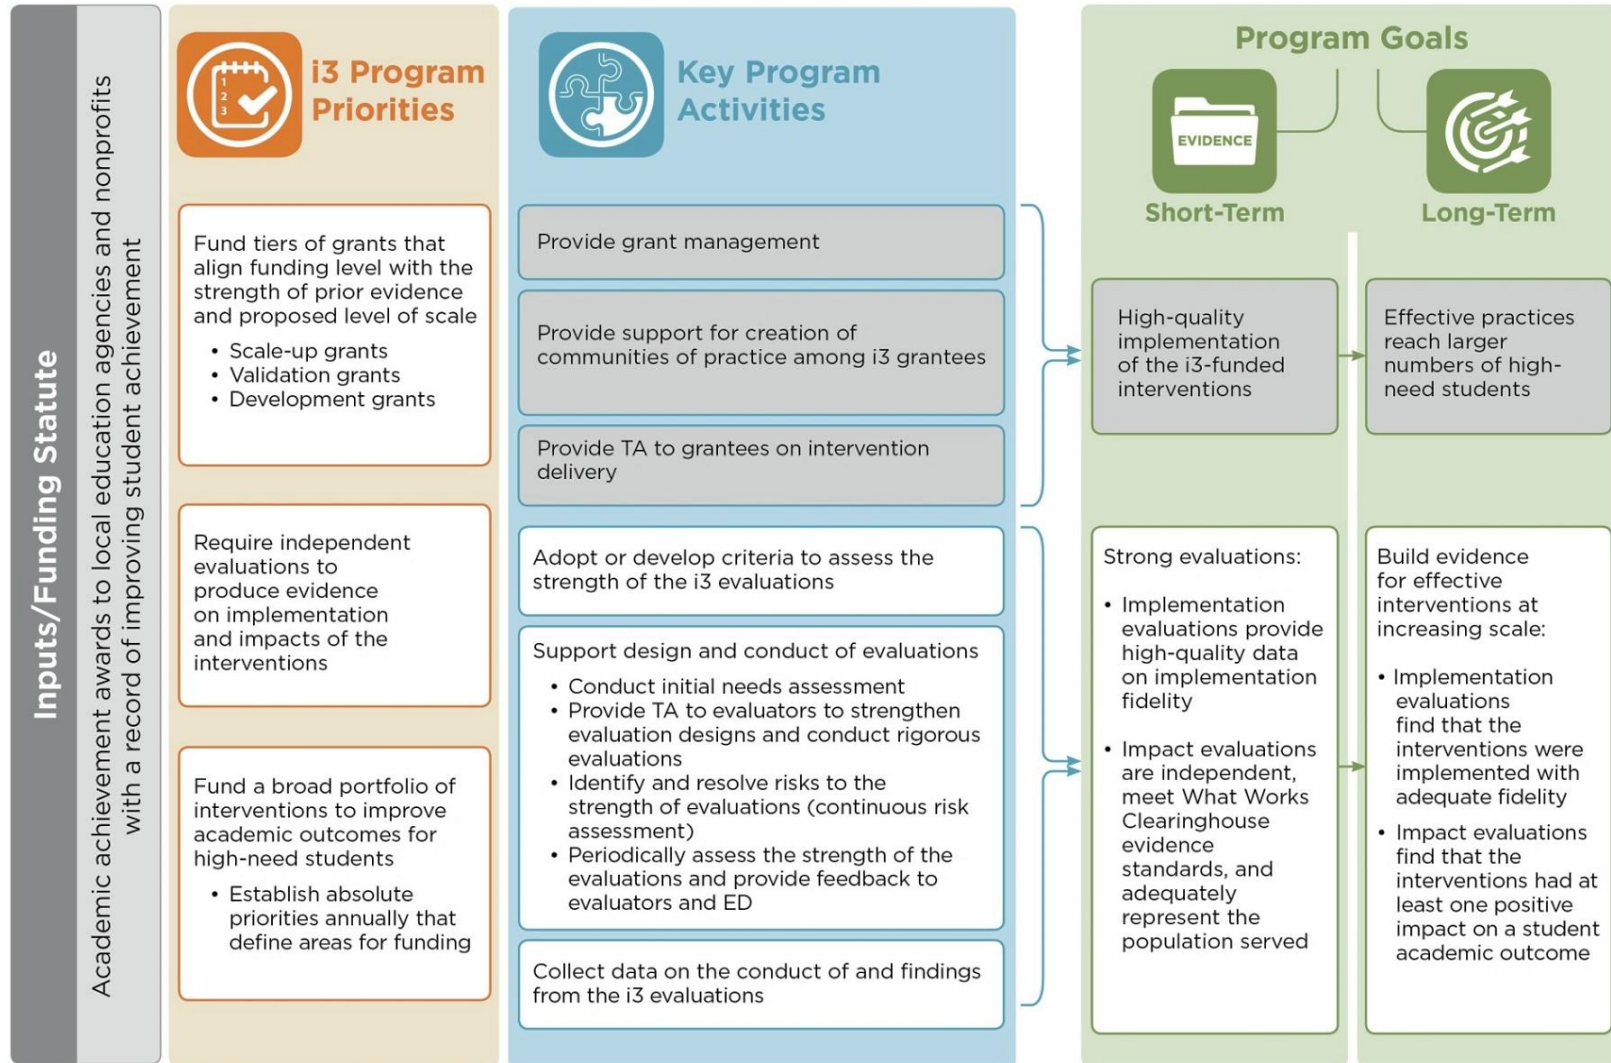 Inputs/Funding Statute
Academic achievement awards to local education agencies and nonprofits
with a record of improving student achievement
1
2
3
i3 Program
Priorities
Fund tiers of grants that
align funding level with the
strength of prior evidence
and proposed level of scale
• Scale-up grants
• Validation grants
• Development grants
Require independent
evaluations to
produce evidence
on implementation
and impacts of the
interventions
Fund a broad portfolio of
interventions to improve
academic outcomes for
high-need students
• Establish absolute
priorities annually that
define areas for funding
Key Program
Activities
Provide grant management
Provide support for creation of
communities of practice among i3 grantees
Provide TA to grantees on intervention
delivery
Adopt or develop criteria to assess the
strength of the i3 evaluations
Support design and conduct of evaluations
• Conduct initial needs assessment
• Provide TA to evaluators to strengthen
evaluation designs and conduct rigorous
evaluations
• Identify and resolve risks to the
strength of evaluations (continuous risk
assessment)
• Periodically assess the strength of the
evaluations and provide feedback to
evaluators and ED
Collect data on the conduct of and findings
from the i3 evaluations
Program Goals
EVIDENCE
Short-Term
Long-Term
High-quality
implementation
of the i3-funded
interventions
Effective practices
reach larger
numbers of high-
need students
Strong evaluations:
• Implementation
evaluations provide
high-quality data
on implementation
fidelity
• Impact evaluations
are independent,
meet What Works
Clearinghouse
evidence
standards, and
adequately
represent the
population served
Build evidence
for effective
interventions at
increasing scale:
• Implementation
evaluations
find that the
interventions were
implemented with
adequate fidelity
• Impact evaluations
find that the
interventions had at
least one positive
impact on a student
academic outcome